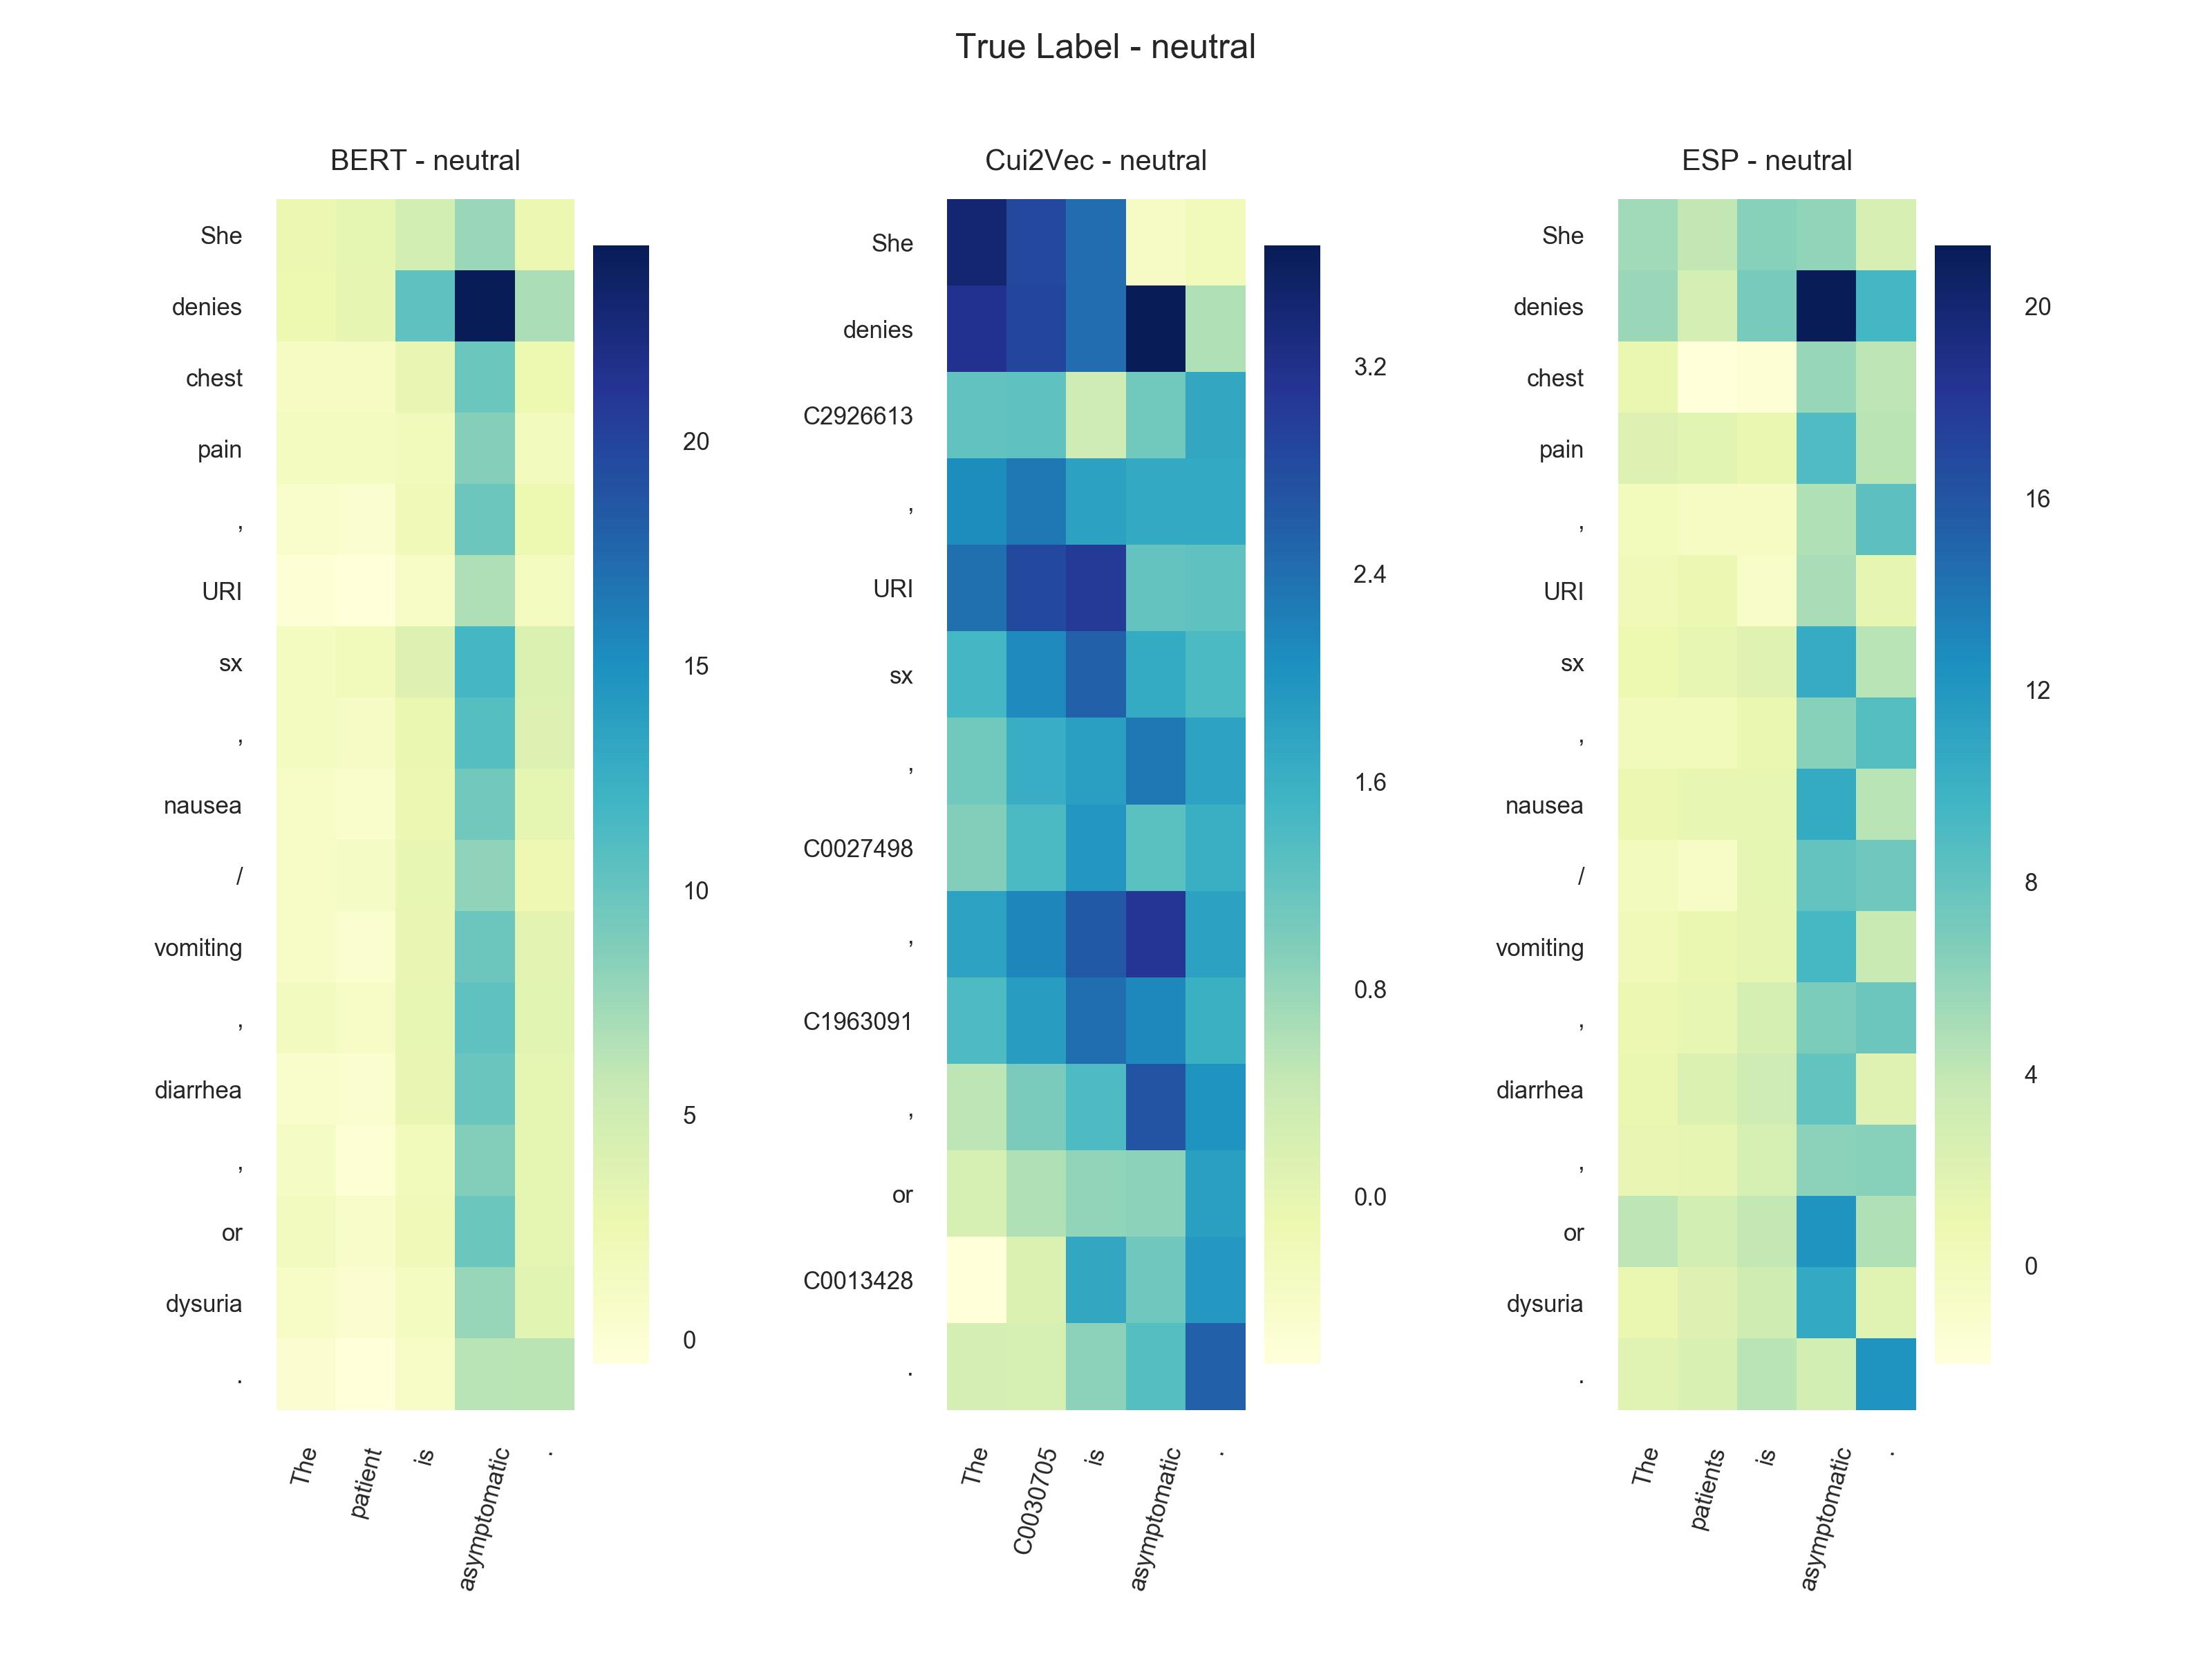 True Label - neutral
BERT - neutral
She
denies
chest
pain
,
URI
sx
,
nausea
/
vomiting
,
diarrhea
,
or
dysuria
.
The
patient
is
asymptomatic
.
20
15
10
5
0
Cui2Vec - neutral
She
denies
C2926613
,
URI
sx
,
C0027498
,
C1963091
,
or
C0013428
.
The
C0030705
is
asymptomatic
.
3.2
2.4
1.6
0.8
0.0
ESP - neutral
She
denies
chest
pain
,
URI
sx
,
nausea
/
vomiting
,
diarrhea
,
or
dysuria
.
The
patients
is
asymptomatic
.
20
16
12
8
4
0